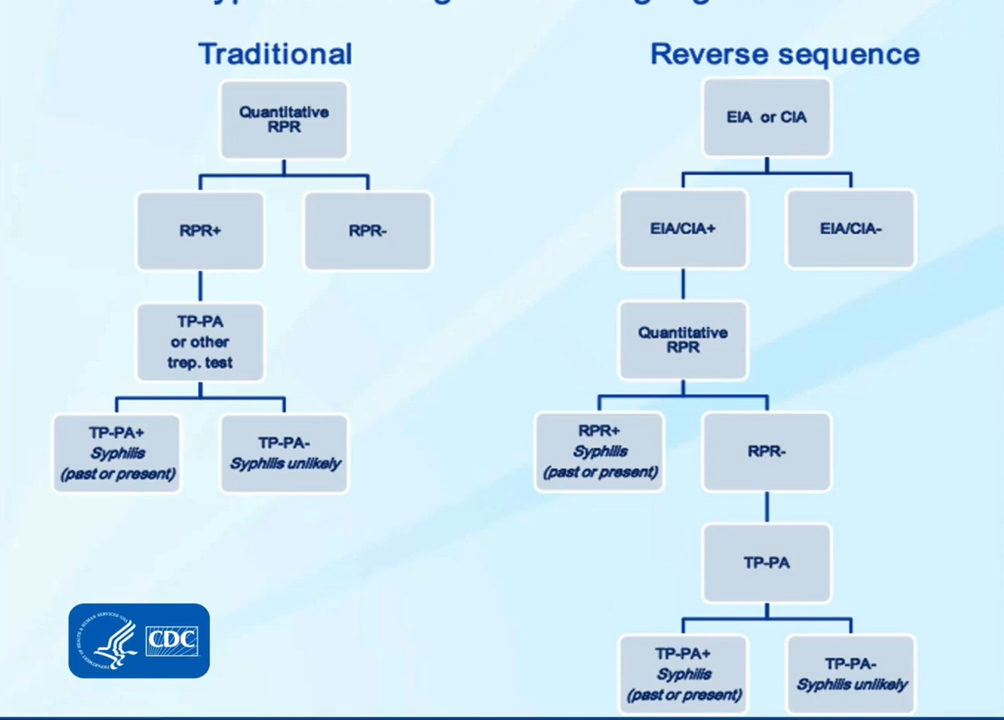 Traditional
Quantitative
RPR
RPR+
RPR-
TP-PA
or other
trep. test
TP-PA+
Syphilis
(past or present)
TP-PA-
Syphilis unlikely
Reverse sequence
EIA or CIA
EIA/CIA+
EIA/CIA-
Quantitative
RPR
RPR+
Syphilis
(past or present)
RPR-
TP-PA
TP-PA+
Syphilis
(past or present)
TP-PA-
Syphilis unlikely
CDC